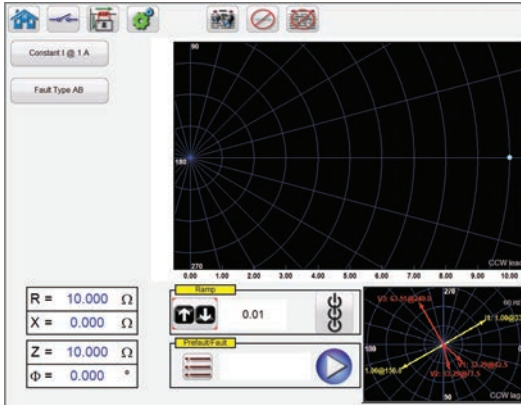 Constant I @ 1 A
Fault Type AB
90
180
270
CCW lead
0.00 1.00 2.00 3.00 4.00 5.00 6.00 7.00 8.00 9.00 10.00
R = 10.000 Ω
X = 0.000 Ω
Z = 10.000 Ω
Φ = 0.000 °
Ramp
0.01
Prefault/Fault
270
60 Hz
180
90
CCW lag